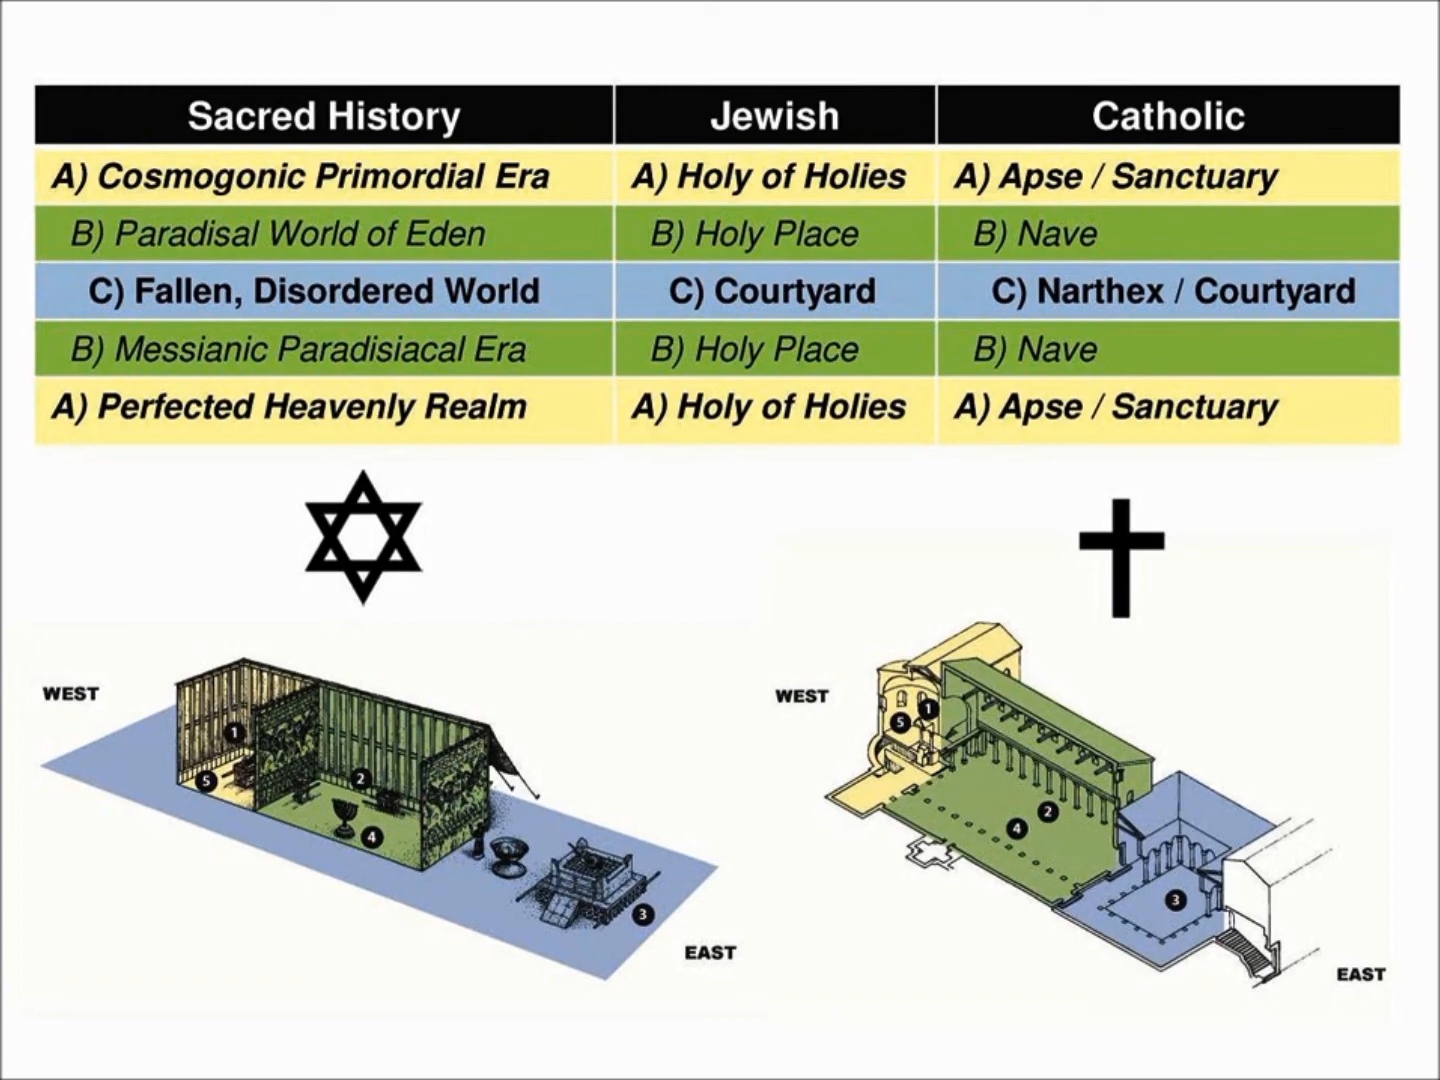 Sacred History Jewish Catholic
A) Cosmogonic Primordial Era A) Holy of Holies A) Apse / Sanctuary
B) Paradisal World of Eden B) Holy Place B) Nave
C) Fallen, Disordered World C) Courtyard C) Narthex / Courtyard
B) Messianic Paradisiacal Era B) Holy Place B) Nave
A) Perfected Heavenly Realm A) Holy of Holies A) Apse / Sanctuary
WEST
1
5
2
4
3
EAST
WEST
1
5
2
4
3
EAST